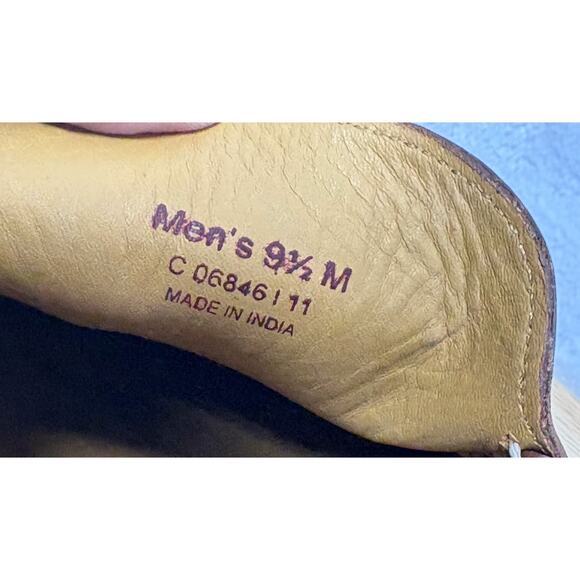 Men's 9½ M
C 06846 I 11
MADE IN INDIA